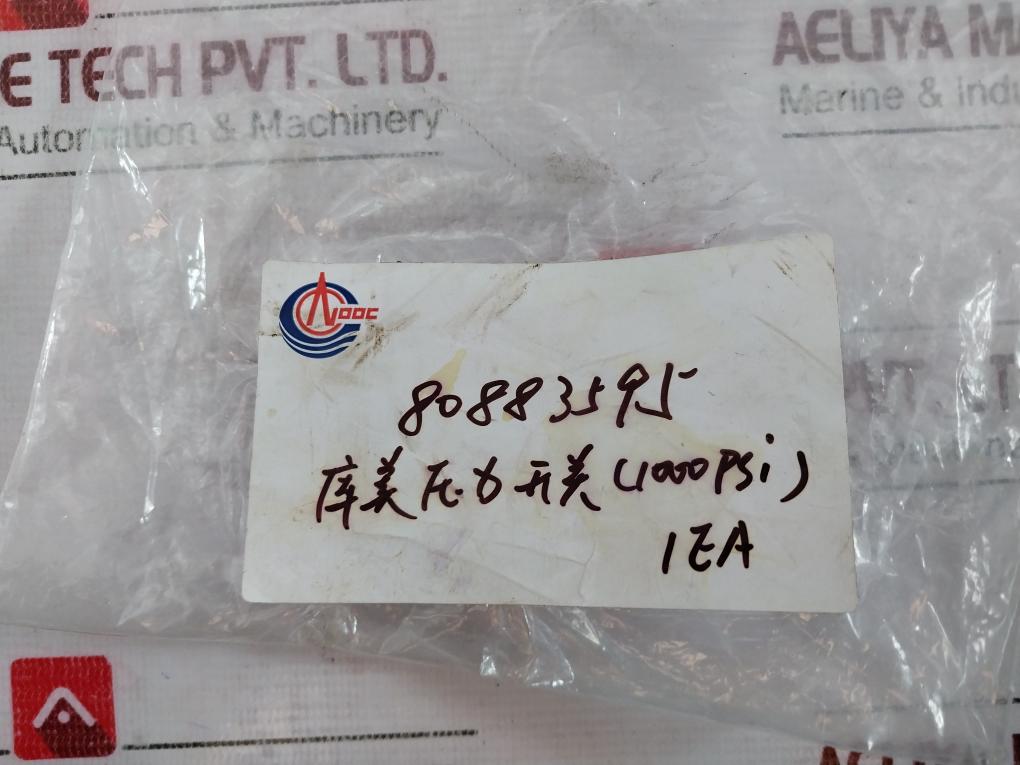 E TECH PVT. LTD.
Automation & Machinery
AELIYA MA
Marine & Indu
CNOOC
80883595
库美压力开关(1000PSi)
1EA